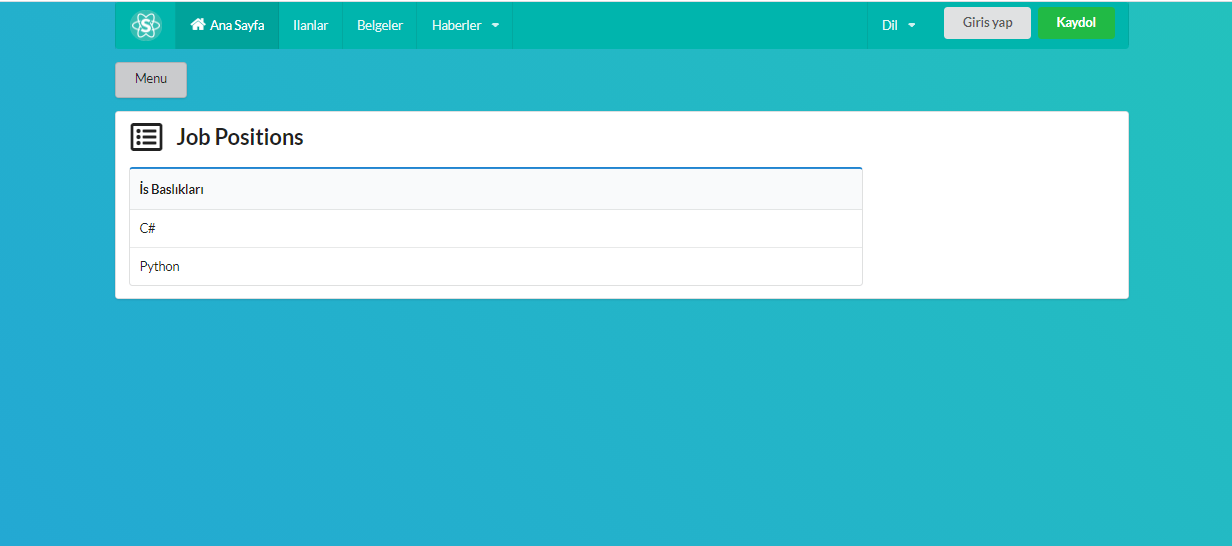 S Ana Sayfa Ilanlar Belgeler Haberler Dil Giris yap Kaydol
Menu
Job Positions
İs Baslıkları
C#
Python